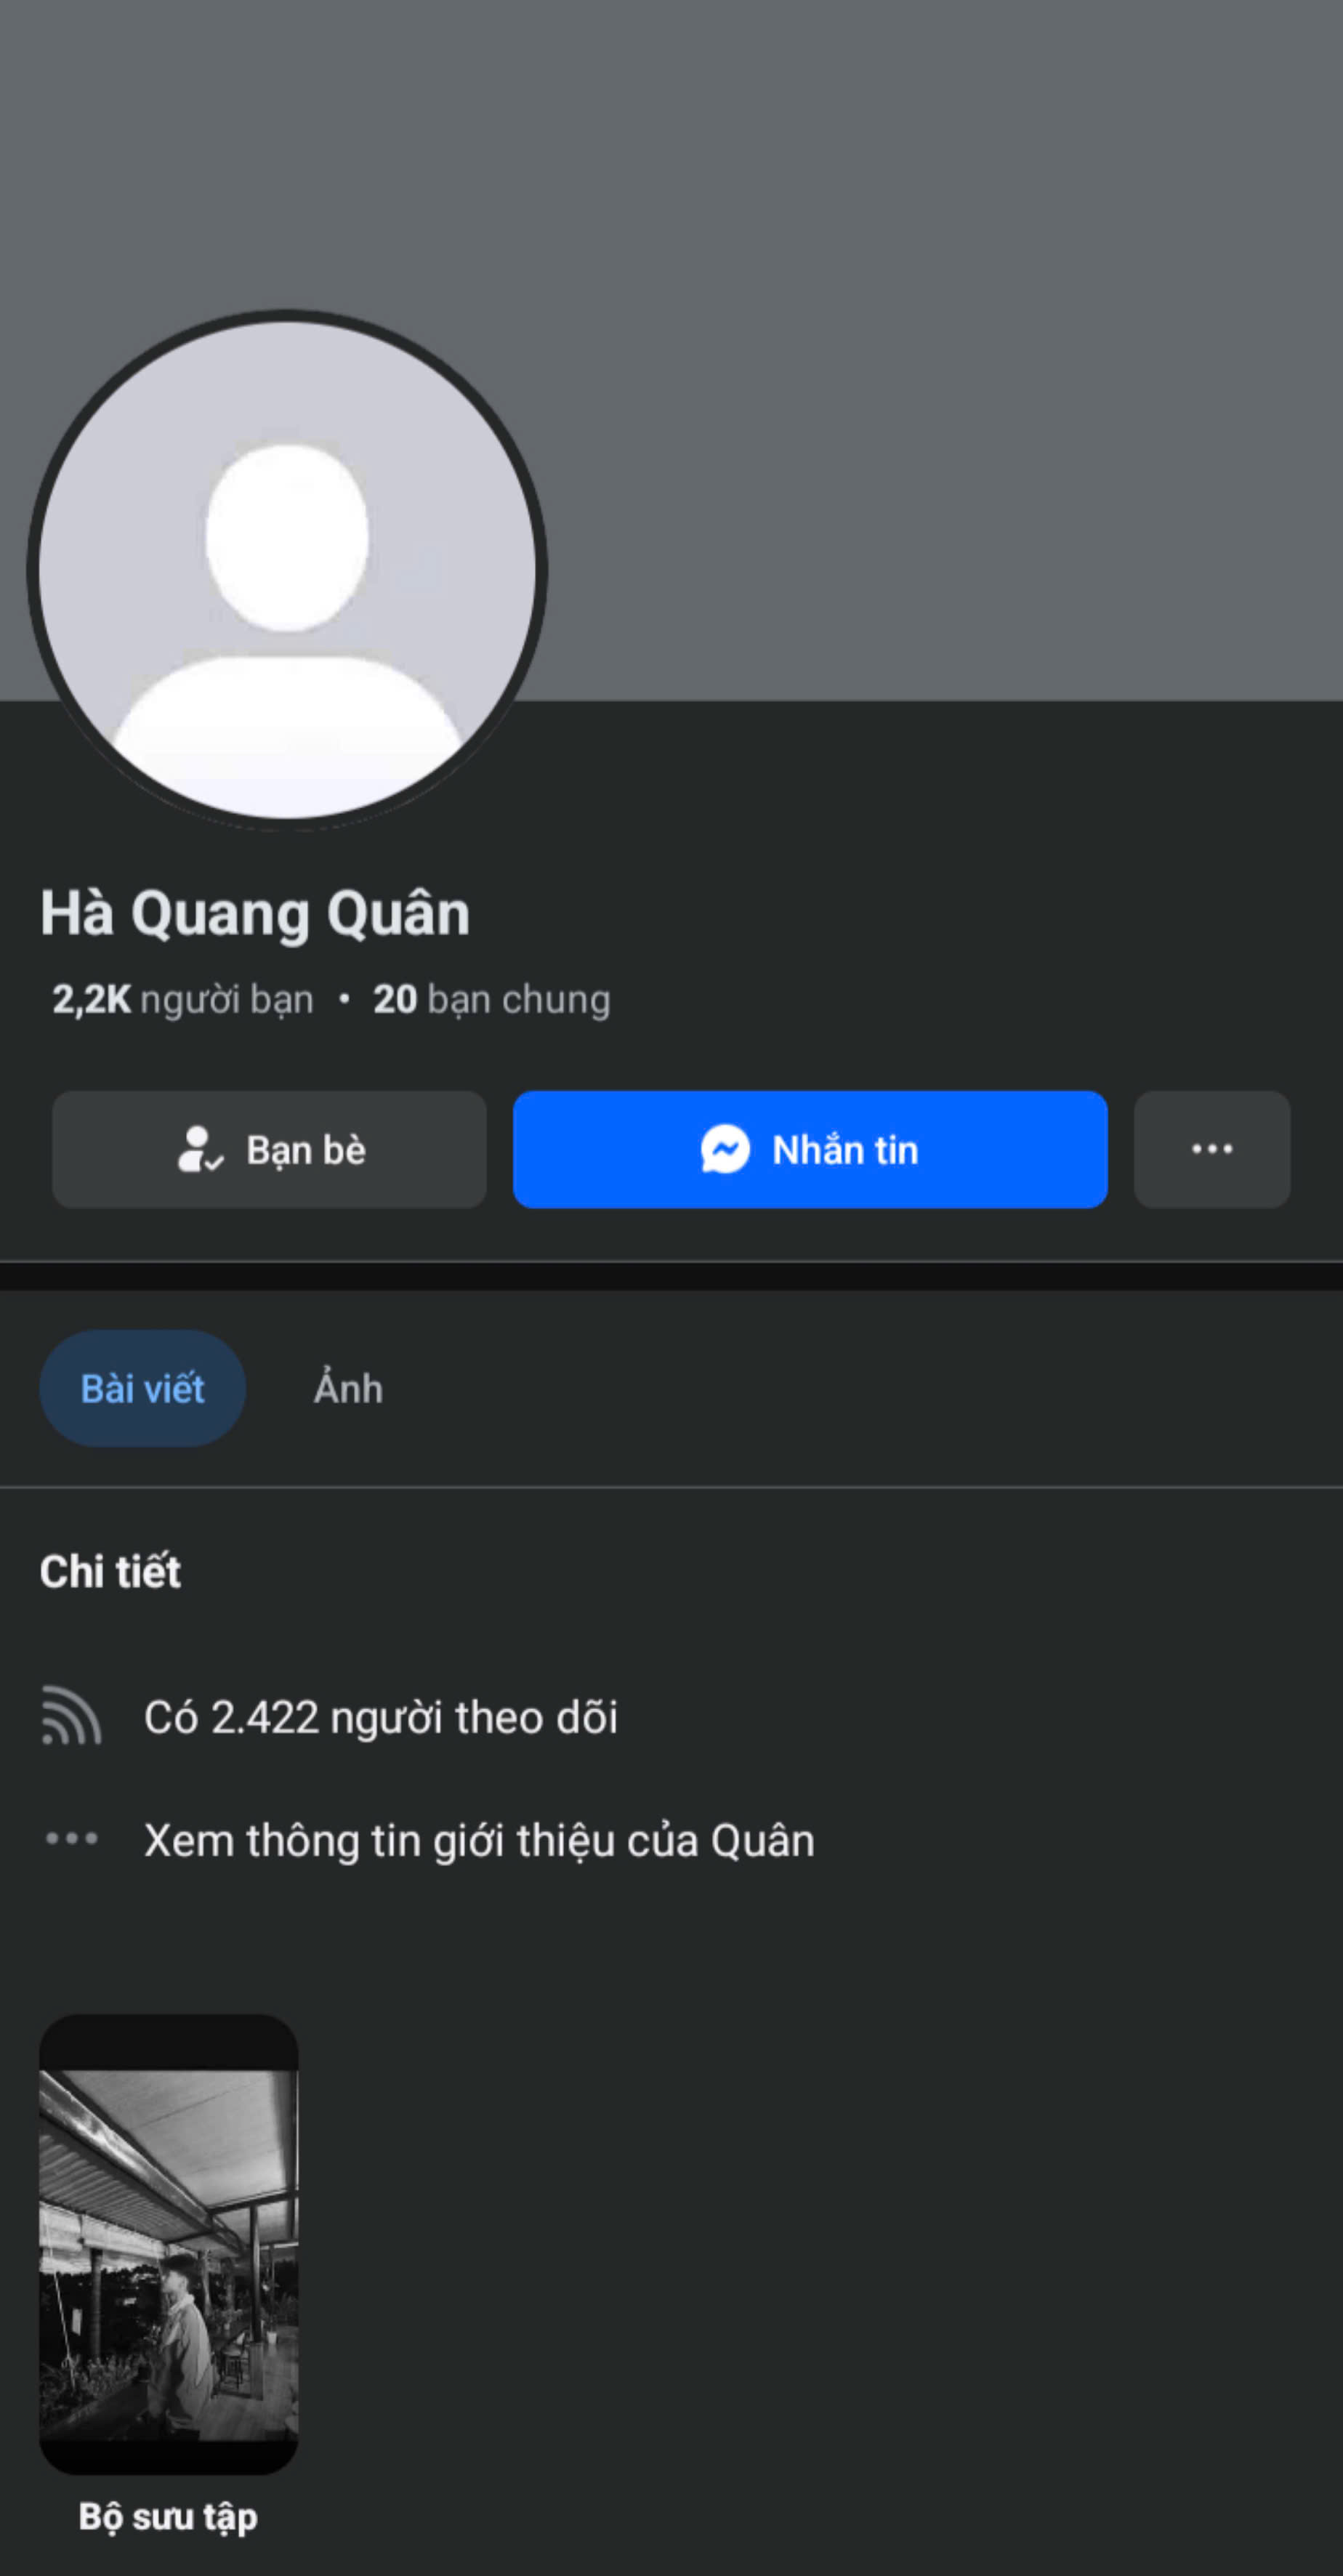 Hà Quang Quân
2,2K người bạn • 20 bạn chung
Bạn bè
Nhắn tin
Bài viết
Ảnh
Chi tiết
Có 2.422 người theo dõi
Xem thông tin giới thiệu của Quân
Bộ sưu tập